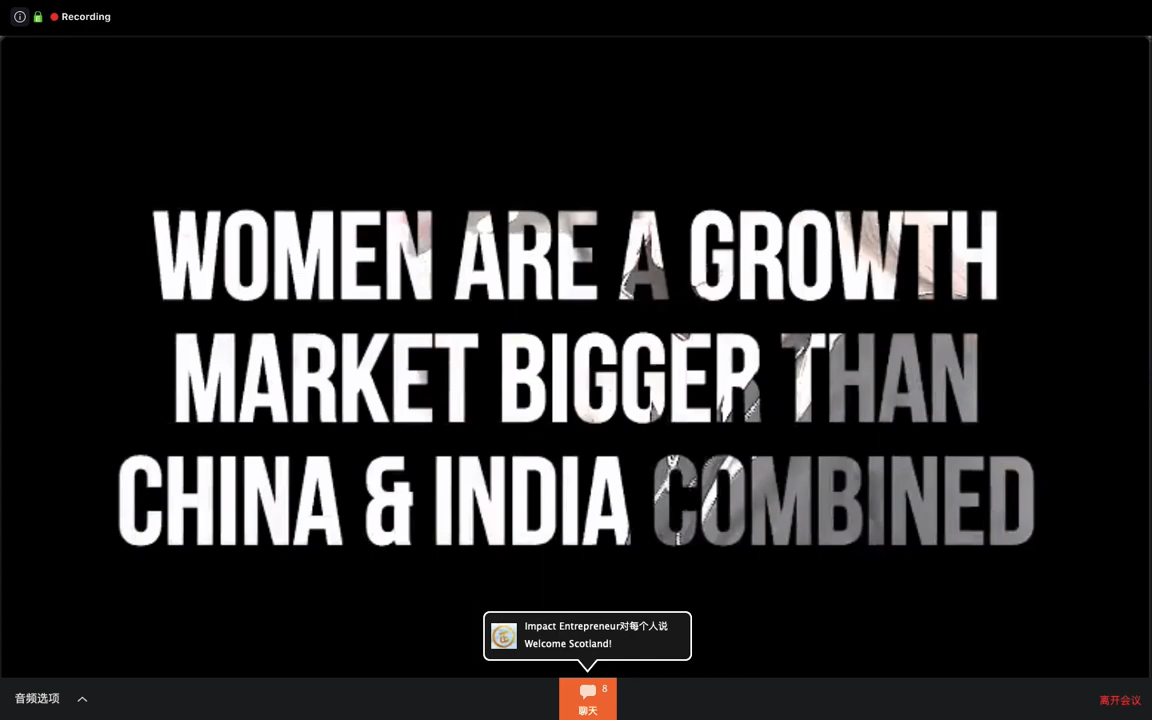 Recording
WOMEN ARE A GROWTH
MARKET BIGGER THAN
CHINA & INDIA COMBINED
Impact Entrepreneur对每个人说
Welcome Scotland!
音频选项
8
聊天
离开会议